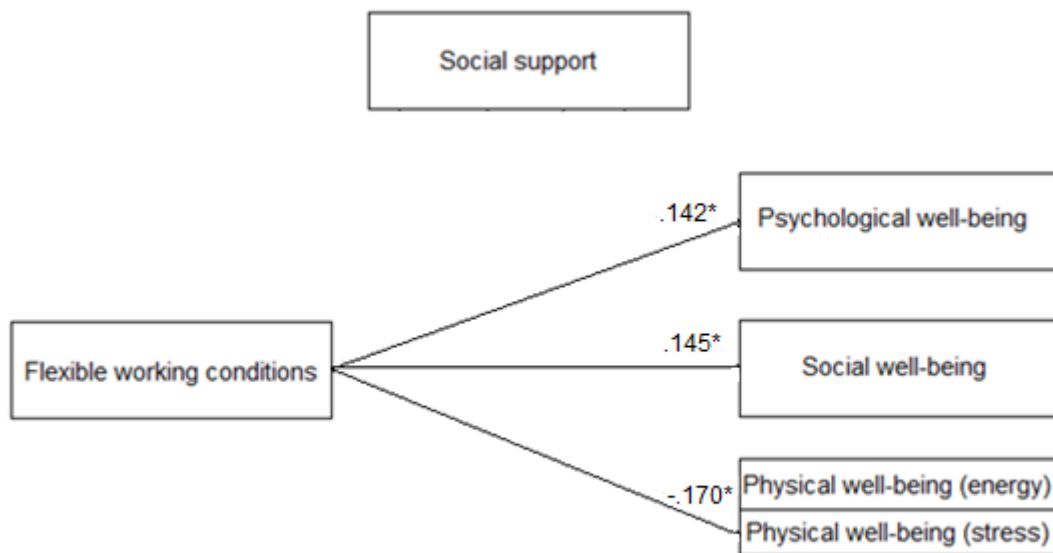 Social support
.142*
Psychological well-being
.145*
Flexible working conditions
Social well-being
-.170*
Physical well-being (energy)
Physical well-being (stress)